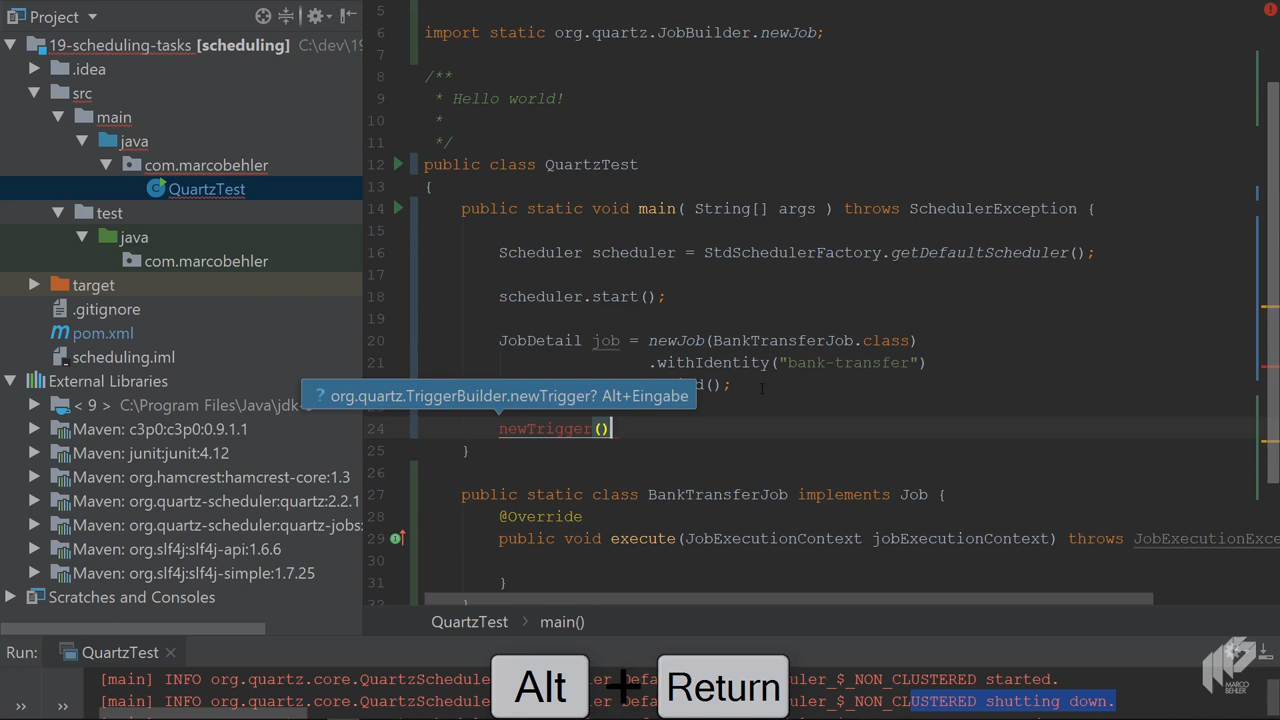 Project
19-scheduling-tasks [scheduling] C:\dev\19
.idea
src
main
java
com.marcobehler
QuartzTest
test
java
com.marcobehler
target
.gitignore
pom.xml
scheduling.iml
External Libraries
< 9 > C:\Program Files\Java\jdk-
Maven: c3p0:c3p0:0.9.1.1
Maven: junit:junit:4.12
Maven: org.hamcrest:hamcrest-core:1.3
Maven: org.quartz-scheduler:quartz:2.2.1
Maven: org.quartz-scheduler:quartz-jobs:
Maven: org.slf4j:slf4j-api:1.6.6
Maven: org.slf4j:slf4j-simple:1.7.25
Scratches and Consoles
5
6 import static org.quartz.JobBuilder.newJob;
7
8 /**
9 * Hello world!
10 *
11 */
12 public class QuartzTest
13 {
14 public static void main( String[] args ) throws SchedulerException {
15
16 Scheduler scheduler = StdSchedulerFactory.getDefaultScheduler();
17
18 scheduler.start();
19
20 JobDetail job = newJob(BankTransferJob.class)
21 .withIdentity("bank-transfer")
d();
? org.quartz.TriggerBuilder.newTrigger? Alt+Eingabe
24 newTrigger()
25 }
26
27 public static class BankTransferJob implements Job {
28 @Override
29 public void execute(JobExecutionContext jobExecutionContext) throws JobExecutionExce
30
31 }
32 }
QuartzTest > main()
Run: QuartzTest
[main] INFO org.quartz.core.QuartzScheduler Def uler_$_NON_CLUSTERED started.
[main] INFO org.quartz.core.QuartzScheduler Def uler_$_NON_CLUSTERED shutting down.
Alt + Return
MARCO
BEHLER